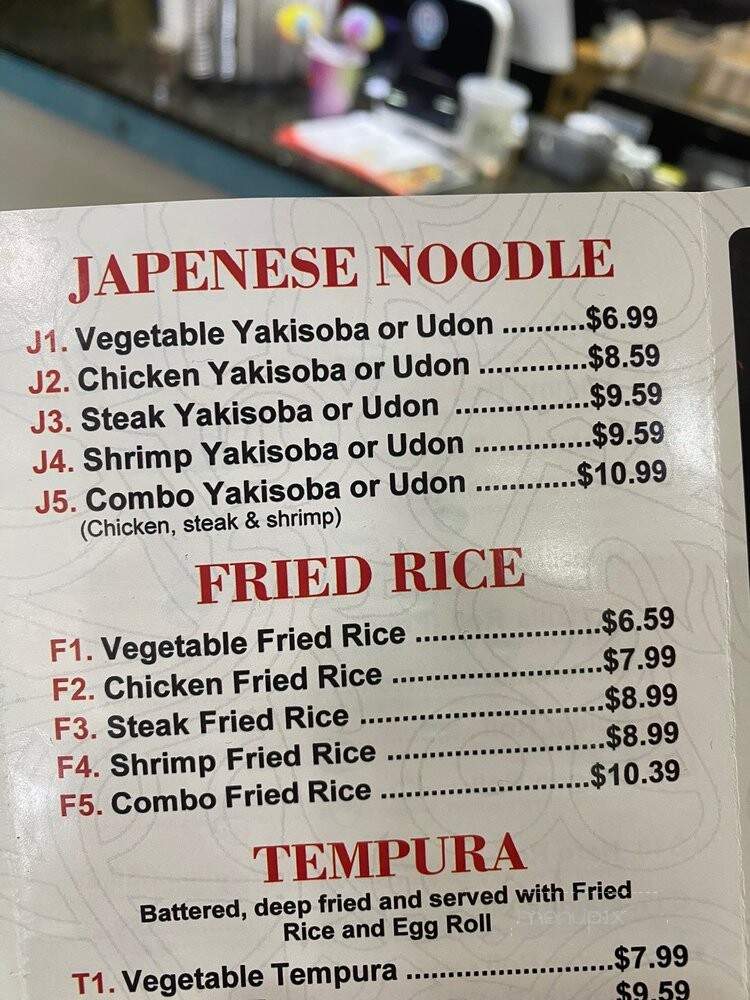 JAPENESE NOODLE
J1. Vegetable Yakisoba or Udon ...........$6.99
J2. Chicken Yakisoba or Udon ..............$8.59
J3. Steak Yakisoba or Udon .................$9.59
J4. Shrimp Yakisoba or Udon ...............$9.59
J5. Combo Yakisoba or Udon .............$10.99
(Chicken, steak & shrimp)
FRIED RICE
F1. Vegetable Fried Rice ........................$6.59
F2. Chicken Fried Rice ...........................$7.99
F3. Steak Fried Rice ...............................$8.99
F4. Shrimp Fried Rice ............................$8.99
F5. Combo Fried Rice ...........................$10.39
TEMPURA
Battered, deep fried and served with Fried
Rice and Egg Roll
menupix
T1. Vegetable Tempura ...........................$7.99
$9.59